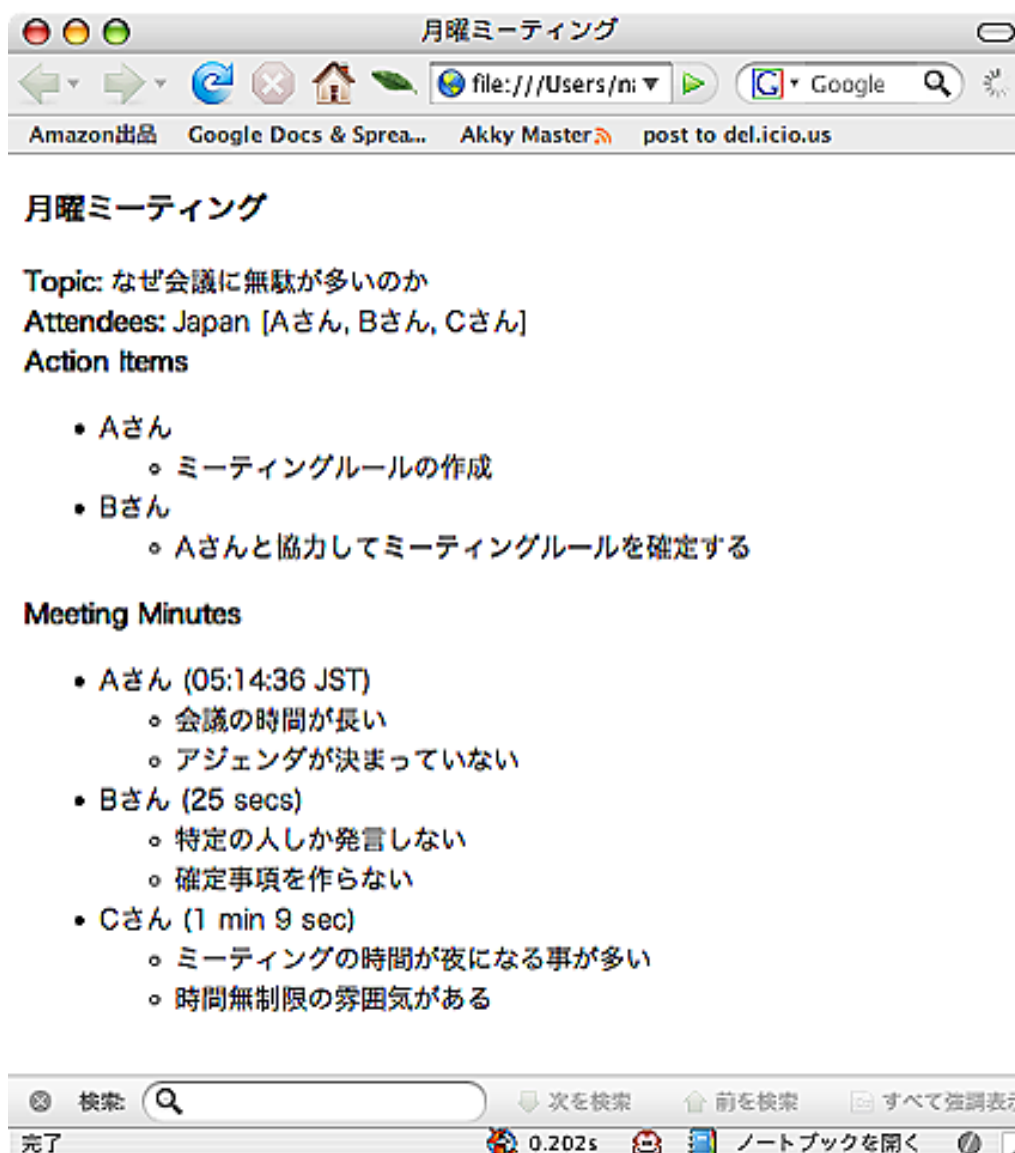 月曜ミーティング
file:///Users/n
Google
Amazon出品 Google Docs & Sprea... Akky Master post to del.icio.us
月曜ミーティング
Topic: なぜ会議に無駄が多いのか
Attendees: Japan [Aさん, Bさん, Cさん]
Action Items
• Aさん
◦ ミーティングルールの作成
• Bさん
◦ Aさんと協力してミーティングルールを確定する
Meeting Minutes
• Aさん (05:14:36 JST)
◦ 会議の時間が長い
◦ アジェンダが決まっていない
• Bさん (25 secs)
◦ 特定の人しか発言しない
◦ 確定事項を作らない
• Cさん (1 min 9 sec)
◦ ミーティングの時間が夜になる事が多い
◦ 時間無制限の雰囲気がある
検索: 次を検索 前を検索 すべて強調表示
完了 0.202s ノートブックを開く